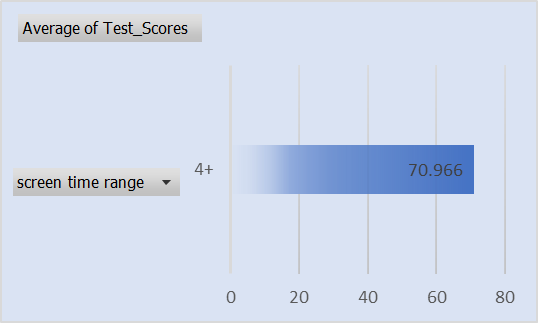 Average of Test_Scores
screen time range
4+
70.966
0 20 40 60 80